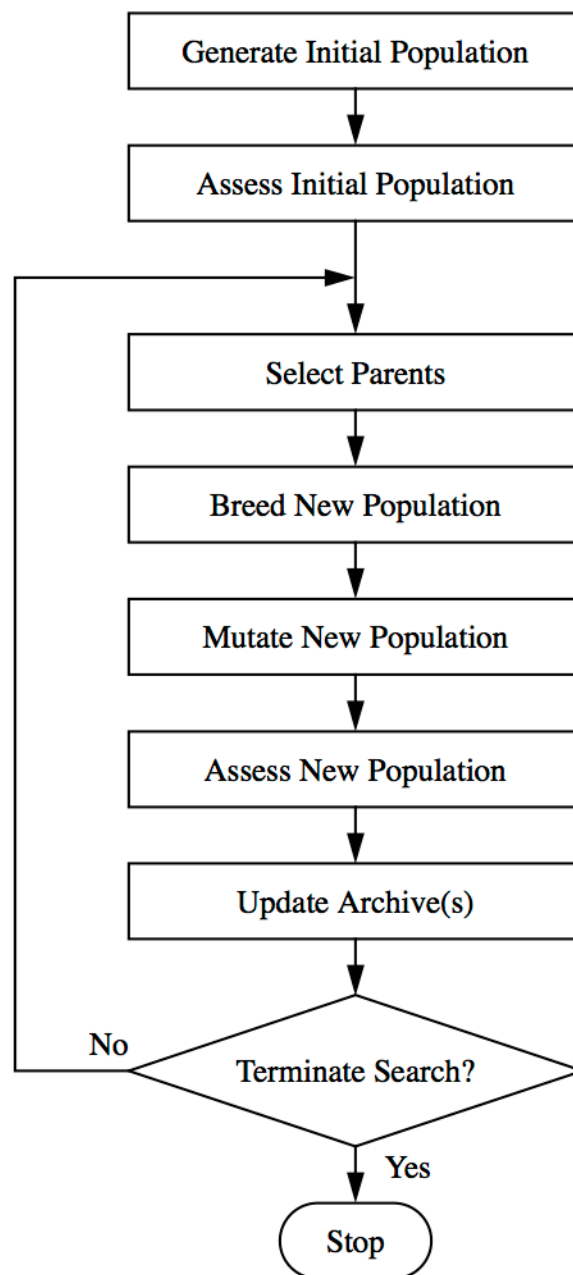 Generate Initial Population
Assess Initial Population
Select Parents
Breed New Population
Mutate New Population
Assess New Population
Update Archive(s)
No
Terminate Search?
Yes
Stop